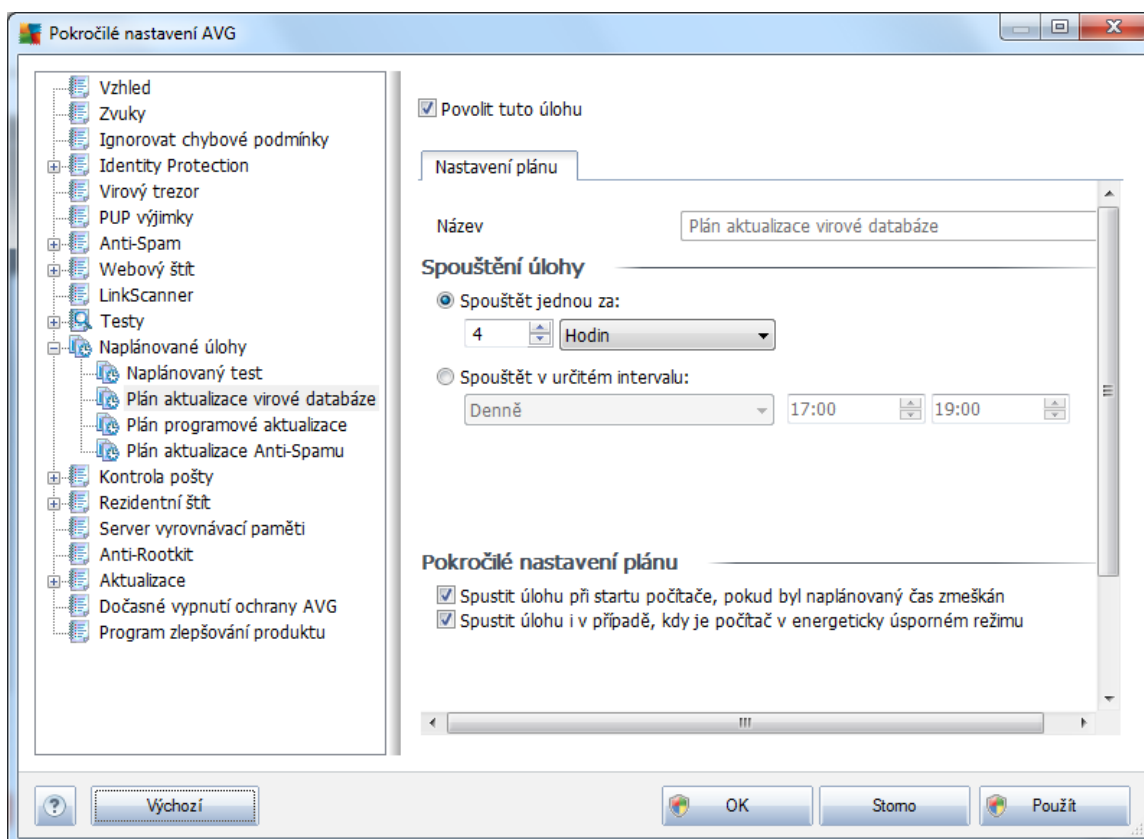 Pokročilé nastavení AVG
Vzhled
Zvuky
Ignorovat chybové podmínky
Identity Protection
Virový trezor
PUP výjimky
Anti-Spam
Webový štít
LinkScanner
Testy
Naplánované úlohy
Naplánovaný test
Plán aktualizace virové databáze
Plán programové aktualizace
Plán aktualizace Anti-Spamu
Kontrola pošty
Rezidentní štít
Server vyrovnávací paměti
Anti-Rootkit
Aktualizace
Dočasné vypnutí ochrany AVG
Program zlepšování produktu
Povolit tuto úlohu
Nastavení plánu
Název Plán aktualizace virové databáze
Spouštění úlohy
Spouštět jednou za:
4 Hodin
Spouštět v určitém intervalu:
Denně 17:00 19:00
Pokročilé nastavení plánu
Spustit úlohu při startu počítače, pokud byl naplánovaný čas zmeškán
Spustit úlohu i v případě, kdy je počítač v energeticky úsporném režimu
? Výchozí OK Storno Použít